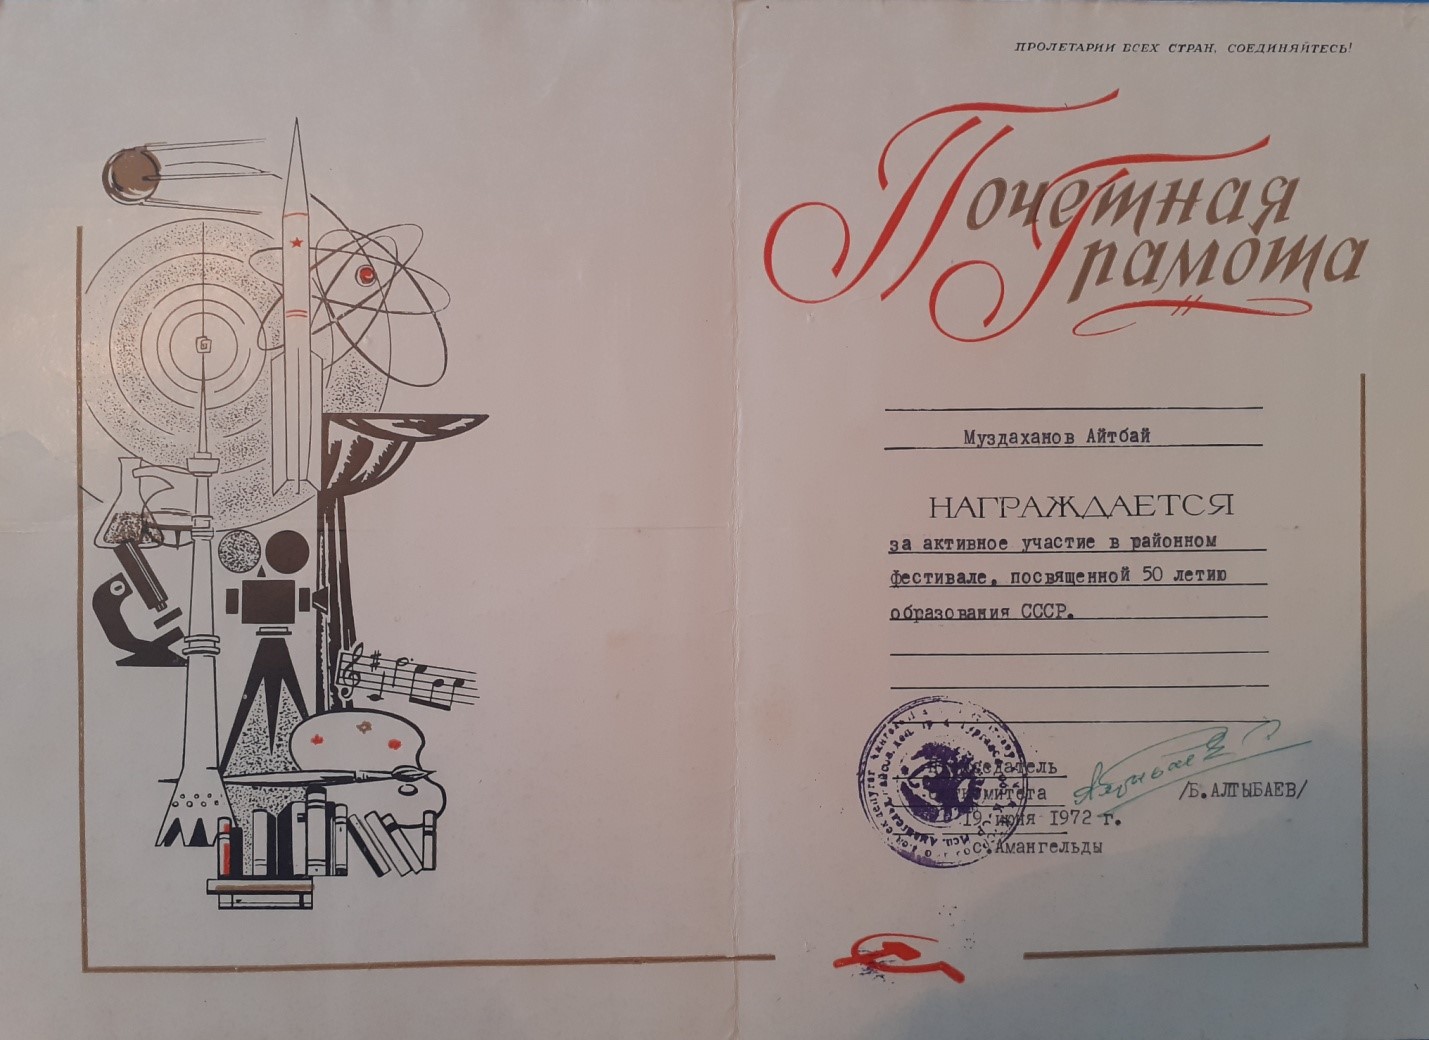 ПРОЛЕТАРИИ ВСЕХ СТРАН, СОЕДИНЯЙТЕСЬ!
Почетная
Грамота
Муздаханов Айтбай
НАГРАЖДАЕТСЯ
за активное участие в районном
фестивале, посвященной 50 летию
образования СССР.
Председатель
/Б.АЛТЫБАЕВ/
19 июня 1972 г.
с.Амангельды